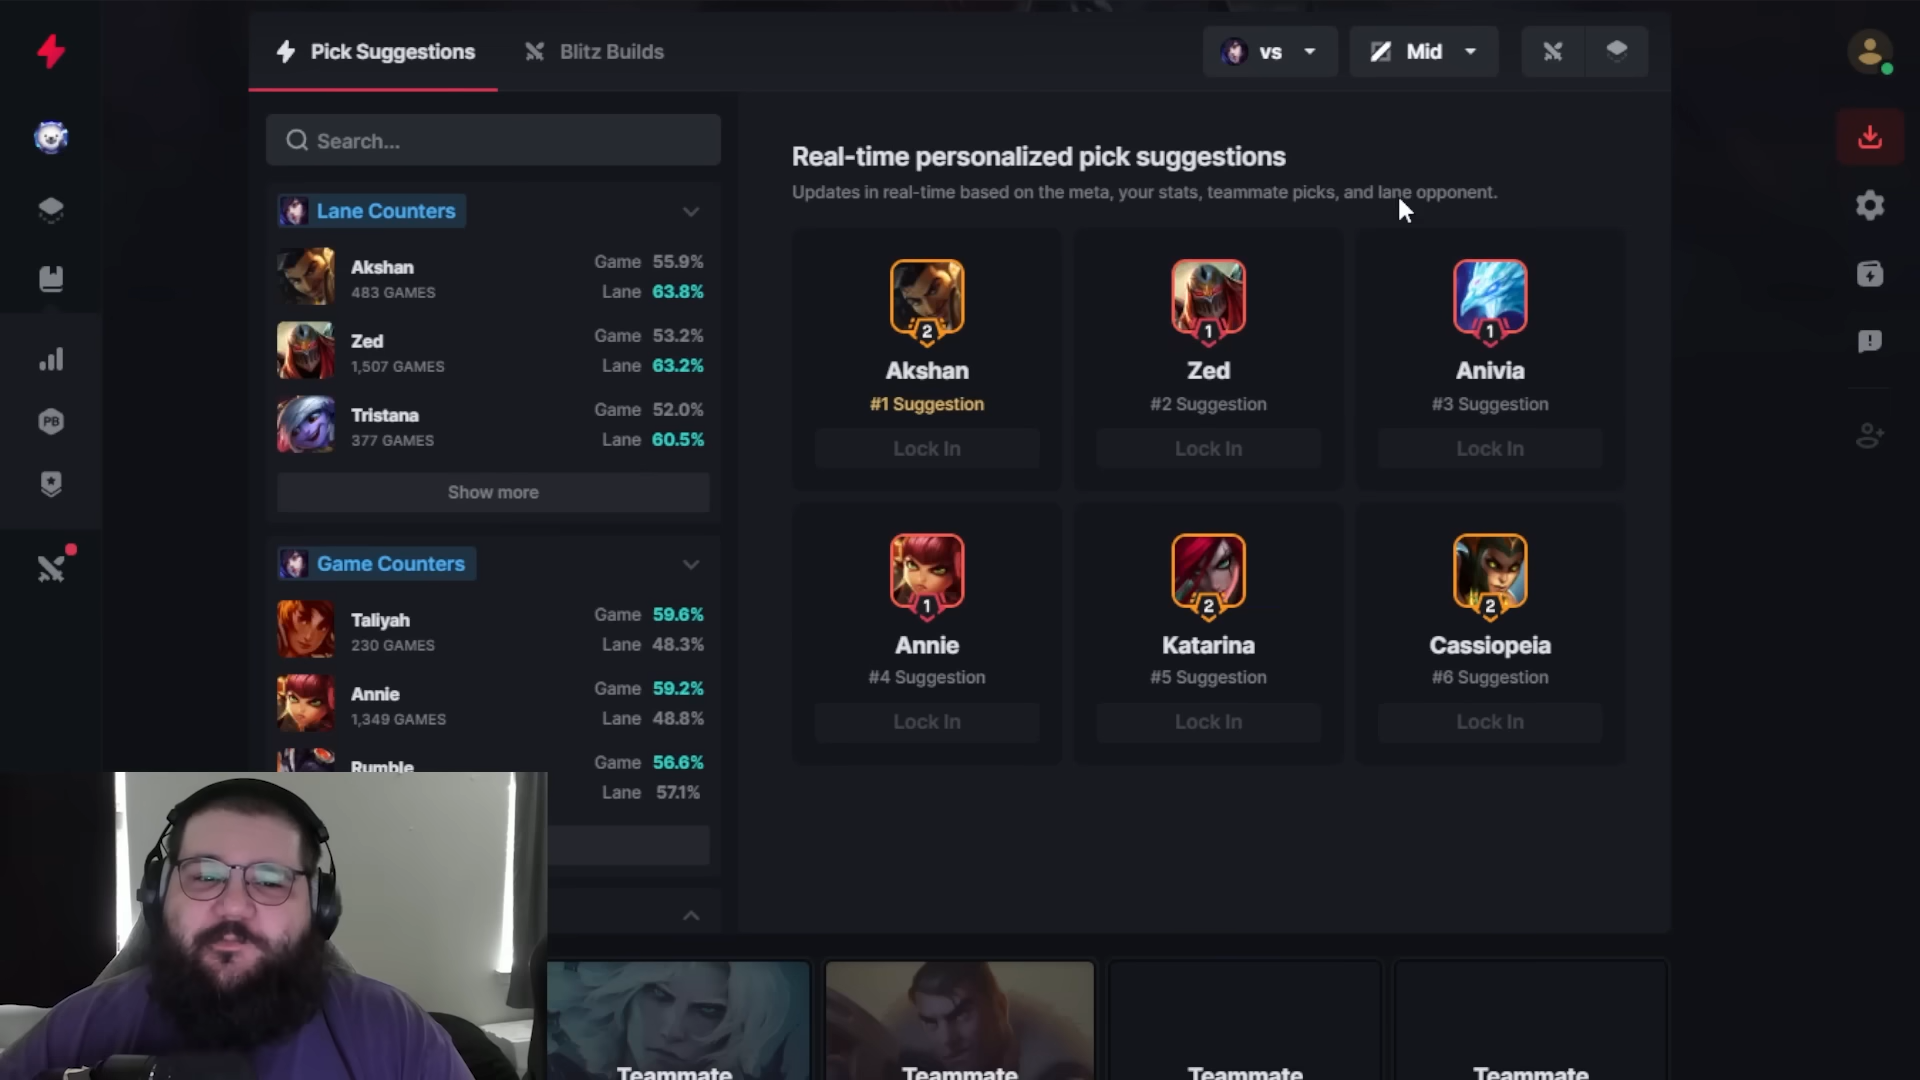 Pick Suggestions
Blitz Builds
vs
Mid
Search...
Lane Counters
Akshan
483 GAMES
Game 55.9%
Lane 63.8%
Zed
1,507 GAMES
Game 53.2%
Lane 63.2%
Tristana
377 GAMES
Game 52.0%
Lane 60.5%
Show more
Game Counters
Taliyah
230 GAMES
Game 59.6%
Lane 48.3%
Annie
1,349 GAMES
Game 59.2%
Lane 48.8%
Rumble
Game 56.6%
Lane 57.1%
PB
Real-time personalized pick suggestions
Updates in real-time based on the meta, your stats, teammate picks, and lane opponent.
2
Akshan
#1 Suggestion
Lock In
1
Zed
#2 Suggestion
Lock In
1
Anivia
#3 Suggestion
Lock In
1
Annie
#4 Suggestion
Lock In
2
Katarina
#5 Suggestion
Lock In
2
Cassiopeia
#6 Suggestion
Lock In
Teammate
Teammate
Teammate
Teammate